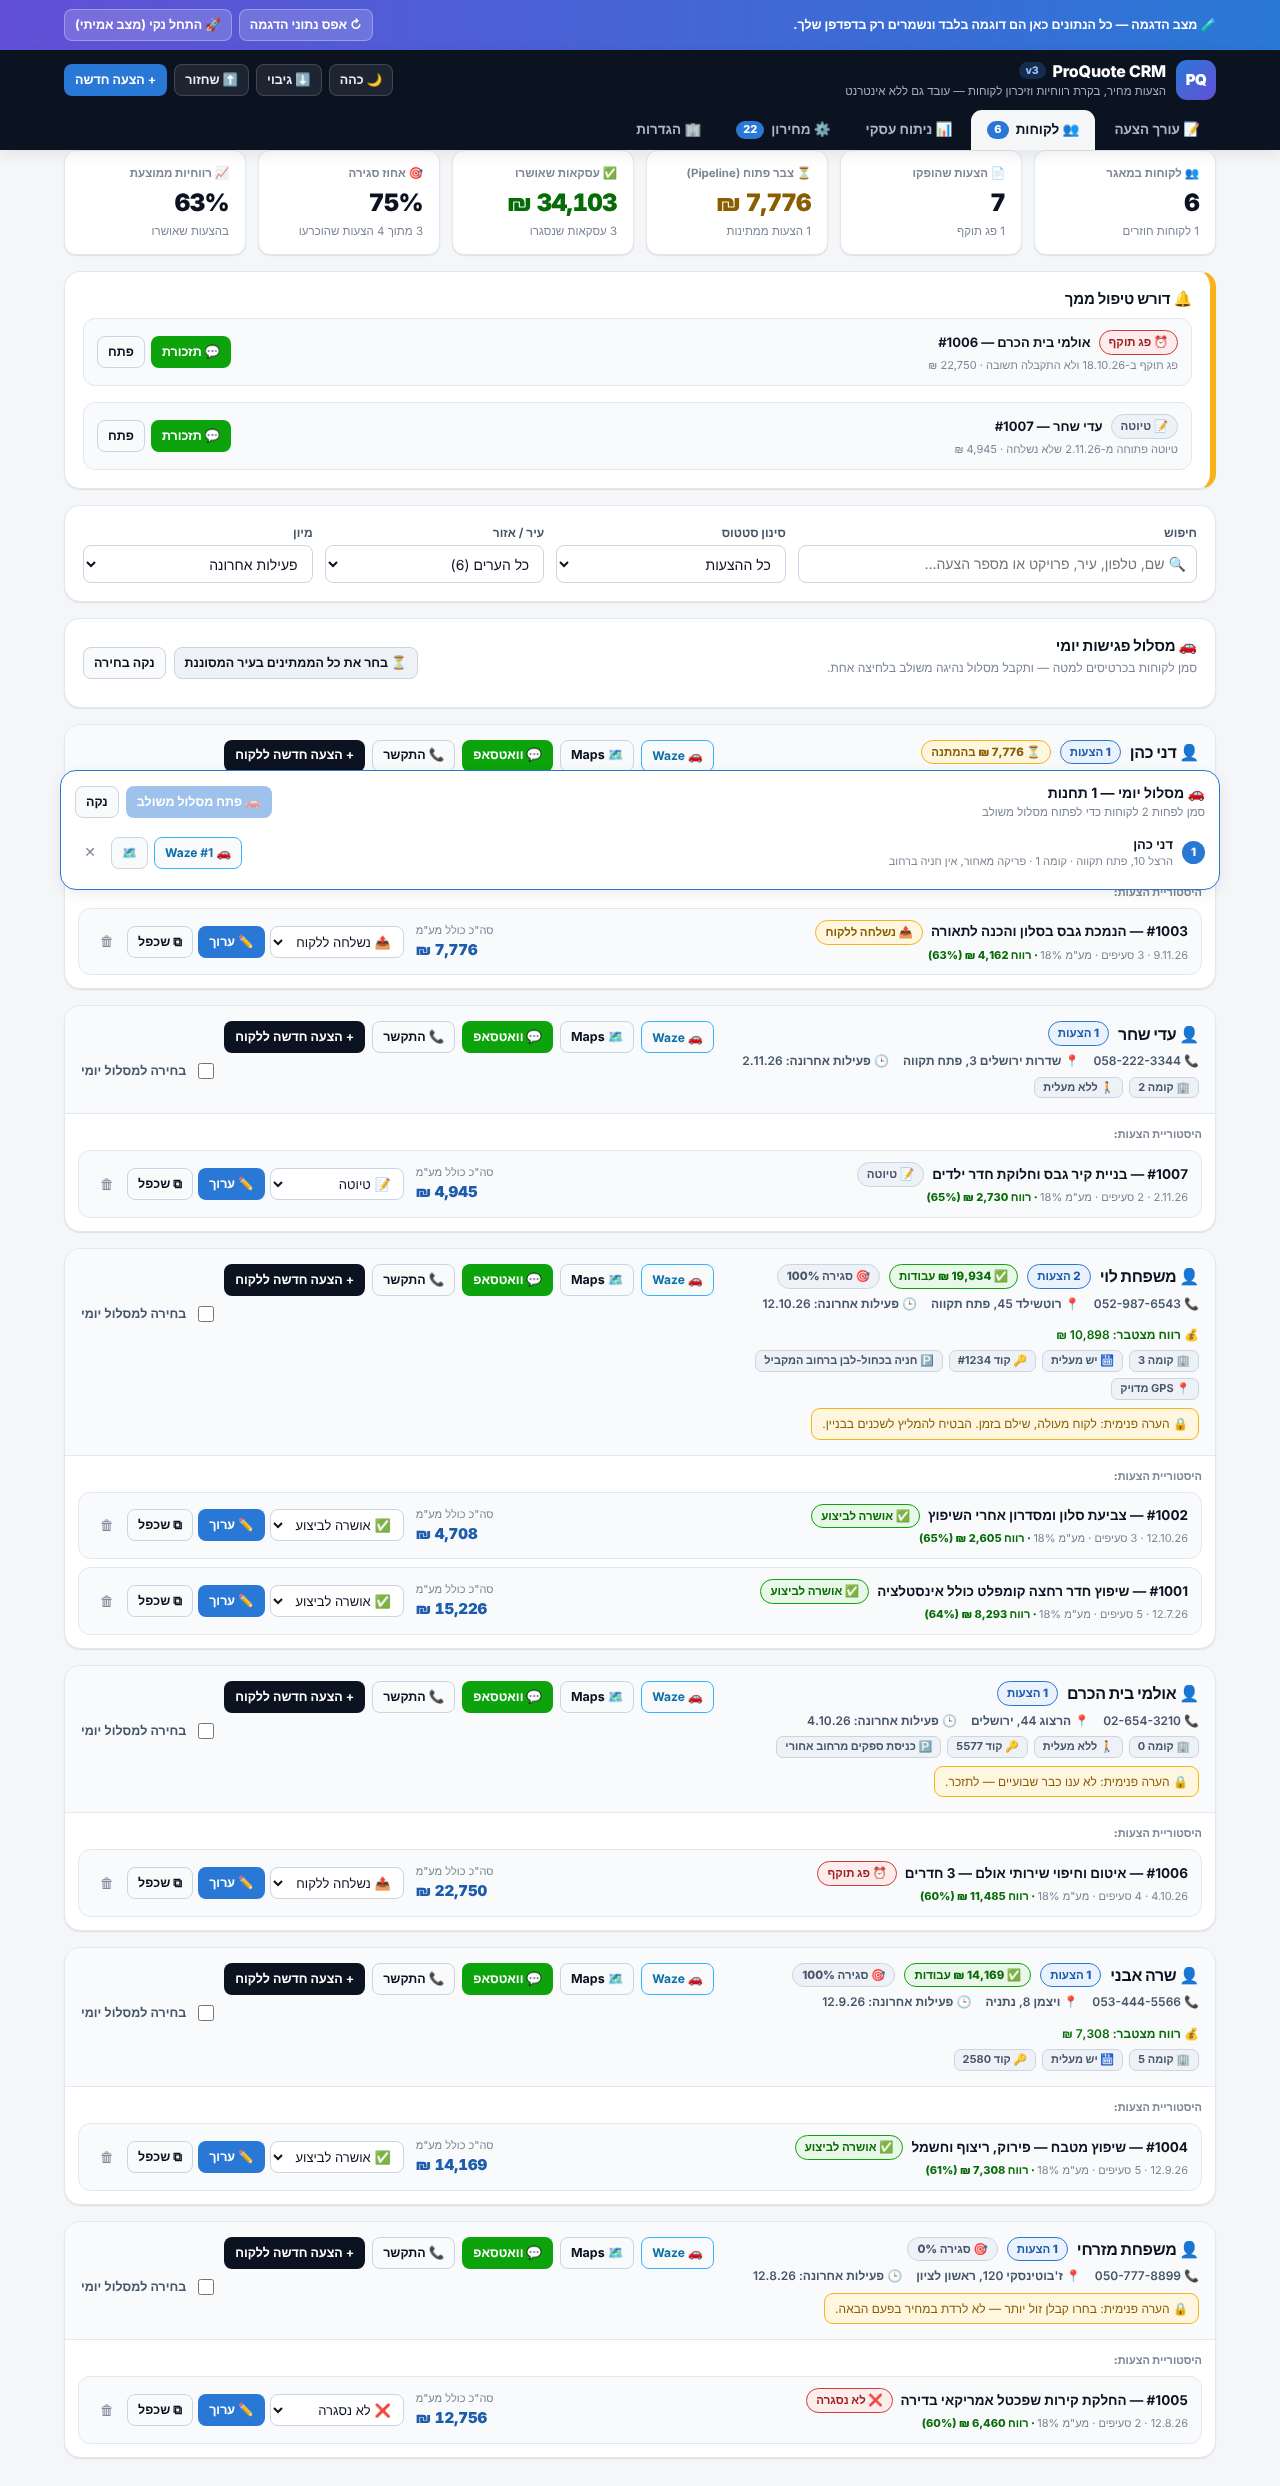 🧪 מצב הדגמה — כל הנתונים כאן הם דוגמה בלבד ונשמרים רק בדפדפן שלך.
↻ אפס נתוני הדגמה
🚀 התחל נקי (מצב אמיתי)
PQ
ProQuote CRM v3
הצעות מחיר, בקרת רווחיות וזיכרון לקוחות — עובד גם ללא אינטרנט
🌙 כהה
⬇️ גיבוי
⬆️ שחזור
+ הצעה חדשה
📝 עורך הצעה
👥 לקוחות 6
📊 ניתוח עסקי
⚙️ מחירון 22
🏢 הגדרות
👥 לקוחות במאגר
6
1 לקוחות חוזרים
📄 הצעות שהופקו
7
1 פג תוקף
⏳ צבר פתוח (Pipeline)
7,776 ₪
1 הצעות ממתינות
✅ עסקאות שאושרו
34,103 ₪
3 עסקאות שנסגרו
🎯 אחוז סגירה
75%
3 מתוך 4 הצעות שהוכרעו
📈 רווחיות ממוצעת
63%
בהצעות שאושרו
🔔 דורש טיפול ממך
⏰ פג תוקף אולמי בית הכרם — #1006
פג תוקף ב-18.10.26 ולא התקבלה תשובה · 22,750 ₪
💬 תזכורת
פתח
📝 טיוטה עדי שחר — #1007
טיוטה פתוחה מ-2.11.26 שלא נשלחה · 4,945 ₪
💬 תזכורת
פתח
חיפוש
🔍 שם, טלפון, עיר, פרויקט או מספר הצעה...
סינון סטטוס
כל ההצעות
עיר / אזור
כל הערים (6)
מיון
פעילות אחרונה
🚗 מסלול פגישות יומי
סמן לקוחות בכרטיסים למטה — ותקבל מסלול נהיגה משולב בלחיצה אחת.
⏳ בחר את כל הממתינים בעיר המסוננת
נקה בחירה
👤 דני כהן 1 הצעות ⏳ 7,776 ₪ בהמתנה
🚗 Waze 🗺️ Maps 💬 וואטסאפ 📞 התקשר + הצעה חדשה ללקוח
🚗 מסלול יומי — 1 תחנות
סמן לפחות 2 לקוחות כדי לפתוח מסלול משולב
🚗 פתח מסלול משולב
נקה
1 דני כהן
הרצל 10, פתח תקווה · קומה 1 · פריקה מאחור, אין חניה ברחוב
🚗 Waze #1 🗺️ ✕
היסטוריית הצעות:
#1003 — הנמכת גבס בסלון והכנה לתאורה 📤 נשלחה ללקוח
9.11.26 · 3 סעיפים · מע"מ 18% · רווח 4,162 ₪ (63%)
סה"כ כולל מע"מ
7,776 ₪
📤 נשלחה ללקוח ✏️ ערוך ⧉ שכפל 🗑
👤 עדי שחר 1 הצעות
🚗 Waze 🗺️ Maps 💬 וואטסאפ 📞 התקשר + הצעה חדשה ללקוח
📞 058-222-3344 📍 שדרות ירושלים 3, פתח תקווה 🕒 פעילות אחרונה: 2.11.26
בחירה למסלול יומי
🏢 קומה 2 🚶 ללא מעלית
היסטוריית הצעות:
#1007 — בניית קיר גבס וחלוקת חדר ילדים 📝 טיוטה
2.11.26 · 2 סעיפים · מע"מ 18% · רווח 2,730 ₪ (65%)
סה"כ כולל מע"מ
4,945 ₪
📝 טיוטה ✏️ ערוך ⧉ שכפל 🗑
👤 משפחת לוי 2 הצעות ✅ 19,934 ₪ עבודות 🎯 סגירה 100%
🚗 Waze 🗺️ Maps 💬 וואטסאפ 📞 התקשר + הצעה חדשה ללקוח
📞 052-987-6543 📍 רוטשילד 45, פתח תקווה 🕒 פעילות אחרונה: 12.10.26
בחירה למסלול יומי
💰 רווח מצטבר: 10,898 ₪
🏢 קומה 3 🛗 יש מעלית 🔑 קוד 1234# 🅿️ חניה בכחול-לבן ברחוב המקביל
📍 GPS מדויק
🔒 הערה פנימית: לקוח מעולה, שילם בזמן. הבטיח להמליץ לשכנים בבניין.
היסטוריית הצעות:
#1002 — צביעת סלון ומסדרון אחרי השיפוץ ✅ אושרה לביצוע
12.10.26 · 3 סעיפים · מע"מ 18% · רווח 2,605 ₪ (65%)
סה"כ כולל מע"מ
4,708 ₪
✅ אושרה לביצוע ✏️ ערוך ⧉ שכפל 🗑
#1001 — שיפוץ חדר רחצה קומפלט כולל אינסטלציה ✅ אושרה לביצוע
12.7.26 · 5 סעיפים · מע"מ 18% · רווח 8,293 ₪ (64%)
סה"כ כולל מע"מ
15,226 ₪
✅ אושרה לביצוע ✏️ ערוך ⧉ שכפל 🗑
👤 אולמי בית הכרם 1 הצעות
🚗 Waze 🗺️ Maps 💬 וואטסאפ 📞 התקשר + הצעה חדשה ללקוח
📞 02-654-3210 📍 הרצוג 44, ירושלים 🕒 פעילות אחרונה: 4.10.26
בחירה למסלול יומי
🏢 קומה 0 🚶 ללא מעלית 🔑 קוד 5577 🅿️ כניסת ספקים מרחוב אחורי
🔒 הערה פנימית: לא ענו כבר שבועיים — לתזכר.
היסטוריית הצעות:
#1006 — איטום וחיפוי שירותי אולם — 3 חדרים ⏰ פג תוקף
4.10.26 · 4 סעיפים · מע"מ 18% · רווח 11,485 ₪ (60%)
סה"כ כולל מע"מ
22,750 ₪
📤 נשלחה ללקוח ✏️ ערוך ⧉ שכפל 🗑
👤 שרה אבני 1 הצעות ✅ 14,169 ₪ עבודות 🎯 סגירה 100%
🚗 Waze 🗺️ Maps 💬 וואטסאפ 📞 התקשר + הצעה חדשה ללקוח
📞 053-444-5566 📍 ויצמן 8, נתניה 🕒 פעילות אחרונה: 12.9.26
בחירה למסלול יומי
💰 רווח מצטבר: 7,308 ₪
🏢 קומה 5 🛗 יש מעלית 🔑 קוד 2580
היסטוריית הצעות:
#1004 — שיפוץ מטבח — פירוק, ריצוף וחשמל ✅ אושרה לביצוע
12.9.26 · 5 סעיפים · מע"מ 18% · רווח 7,308 ₪ (61%)
סה"כ כולל מע"מ
14,169 ₪
✅ אושרה לביצוע ✏️ ערוך ⧉ שכפל 🗑
👤 משפחת מזרחי 1 הצעות 🎯 סגירה 0%
🚗 Waze 🗺️ Maps 💬 וואטסאפ 📞 התקשר + הצעה חדשה ללקוח
📞 050-777-8899 📍 ז'בוטינסקי 120, ראשון לציון 🕒 פעילות אחרונה: 12.8.26
בחירה למסלול יומי
🔒 הערה פנימית: בחרו קבלן זול יותר — לא לרדת במחיר בפעם הבאה.
היסטוריית הצעות:
#1005 — החלקת קירות שפכטל אמריקאי בדירה ❌ לא נסגרה
12.8.26 · 2 סעיפים · מע"מ 18% · רווח 6,460 ₪ (60%)
סה"כ כולל מע"מ
12,756 ₪
❌ לא נסגרה ✏️ ערוך ⧉ שכפל 🗑